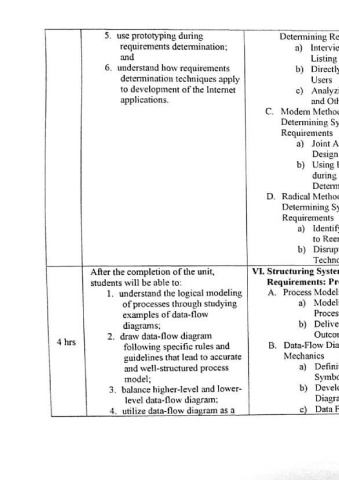 5. use prototyping during
requirements determination;
and
6. understand how requirements
determination techniques apply
to development of the Internet
applications.
Determining Re
a) Intervie
Listing
b) Directly
Users
c) Analyzi
and Oth
C. Modern Method
Determining Sy
Requirements
a) Joint A
Design
b) Using P
during
Determ
D. Radical Method
Determining Sy
Requirements
a) Identify
to Reen
b) Disrup
Techno
4 hrs
After the completion of the unit,
students will be able to:
1. understand the logical modeling
of processes through studying
examples of data-flow
diagrams;
2. draw data-flow diagram
following specific rules and
guidelines that lead to accurate
and well-structured process
model;
3. balance higher-level and lower-
level data-flow diagram;
4. utilize data-flow diagram as a
VI. Structuring System
Requirements: Pr
A. Process Modeli
a) Modeli
Proces
b) Delive
Outcor
B. Data-Flow Dia
Mechanics
a) Defini
Symbo
b) Develo
Diagra
c) Data F